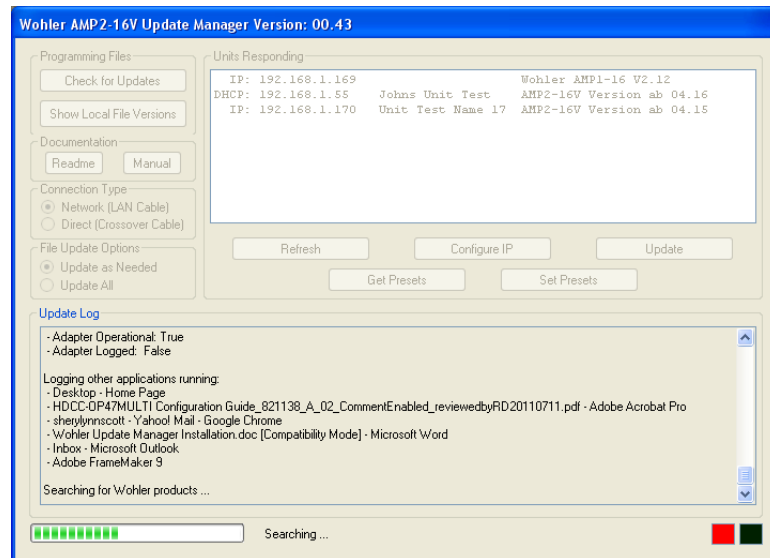 Wohler AMP2-16V Update Manager Version: 00.43
Programming Files
Check for Updates
Show Local File Versions
Documentation
Readme Manual
Connection Type
Network (LAN Cable)
Direct (Crossover Cable)
File Update Options
Update as Needed
Update All
Units Responding
IP: 192.168.1.169 Wohler AMP1-16 V2.12
DHCP: 192.168.1.55 Johns Unit Test AMP2-16V Version ab 04.16
IP: 192.168.1.170 Unit Test Name 17 AMP2-16V Version ab 04.15
Refresh Configure IP Update
Get Presets Set Presets
Update Log
- Adapter Operational: True
- Adapter Logged: False
Logging other applications running:
- Desktop - Home Page
- HDCC-OP47MULTI Configuration Guide_821138_A_02_CommentEnabled_reviewedbyRD20110711.pdf - Adobe Acrobat Pro
- sherylynnscott - Yahoo! Mail - Google Chrome
- Wohler Update Manager Installation.doc [Compatibility Mode] - Microsoft Word
- Inbox - Microsoft Outlook
- Adobe FrameMaker 9
Searching for Wohler products ...
Searching ...